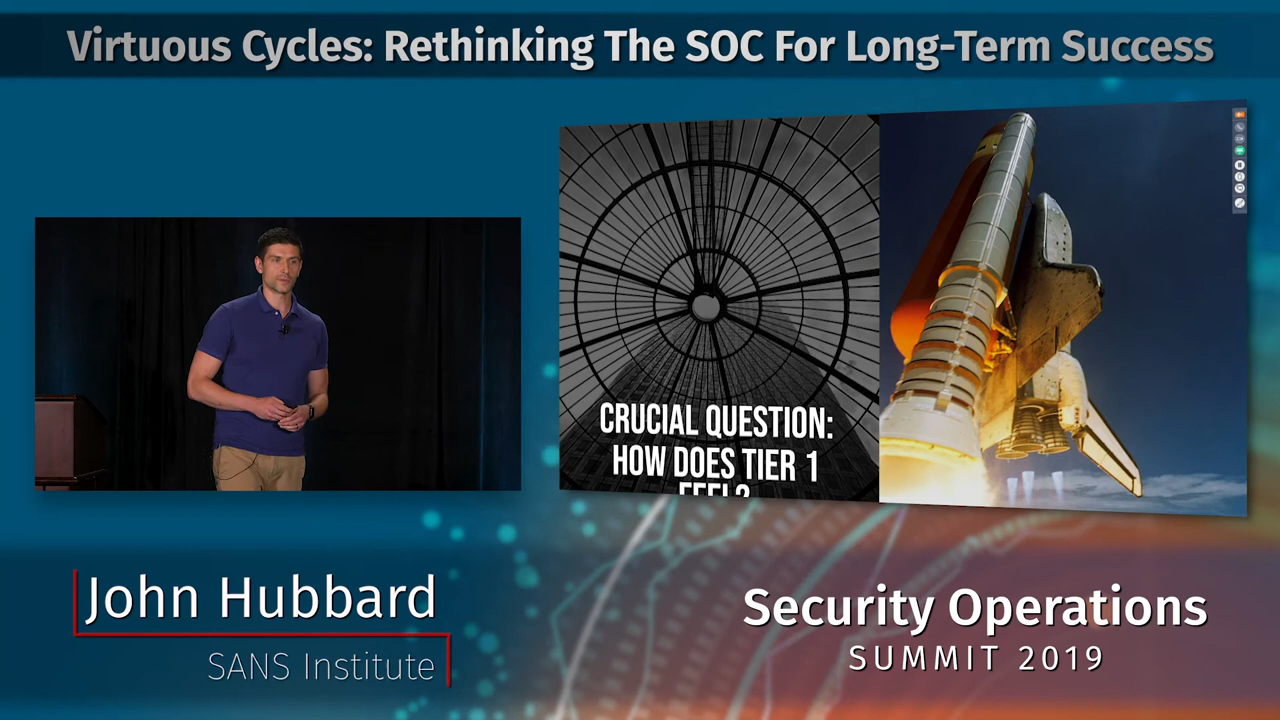 Virtuous Cycles: Rethinking The SOC For Long-Term Success
CRUCIAL QUESTION:
HOW DOES TIER 1
FEEL?
John Hubbard
SANS Institute
Security Operations
SUMMIT 2019